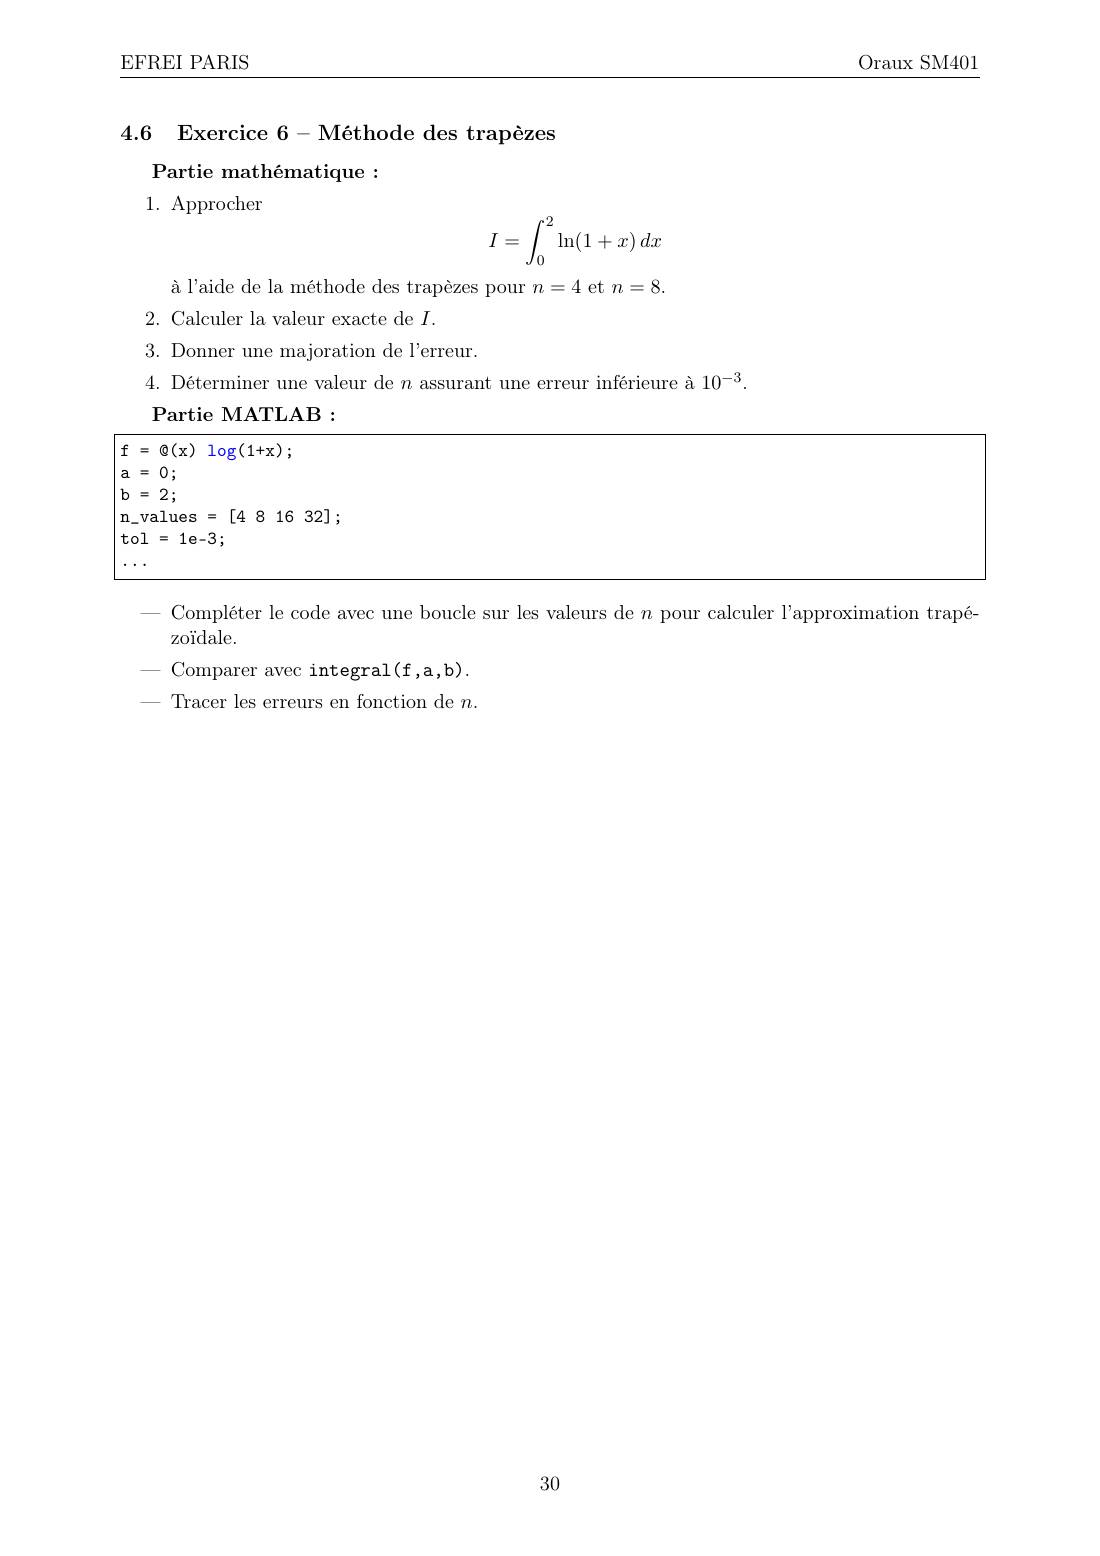 EFREI PARIS Oraux SM401
4.6 Exercice 6 – Méthode des trapèzes
Partie mathématique :
1. Approcher
I = ∫_0^2 ln(1 + x) dx
à l'aide de la méthode des trapèzes pour n = 4 et n = 8.
2. Calculer la valeur exacte de I.
3. Donner une majoration de l'erreur.
4. Déterminer une valeur de n assurant une erreur inférieure à 10^{−3}.
Partie MATLAB :
f = @(x) log(1+x);
a = 0;
b = 2;
n_values = [4 8 16 32];
tol = 1e-3;
...
— Compléter le code avec une boucle sur les valeurs de n pour calculer l'approximation trapé-
zoïdale.
— Comparer avec integral(f,a,b).
— Tracer les erreurs en fonction de n.
30